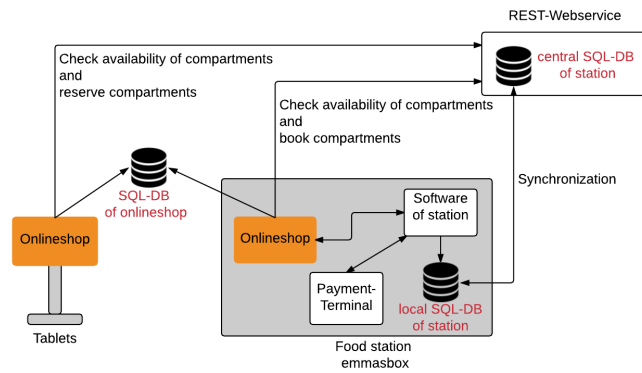 REST-Webservice
central SQL-DB
of station
Check availability of compartments
and
reserve compartments
Check availability of compartments
and
book compartments
Synchronization
SQL-DB
of onlineshop
Software
of station
Onlineshop
Onlineshop
Payment-
Terminal
local SQL-DB
of station
Tablets
Food station
emmasbox